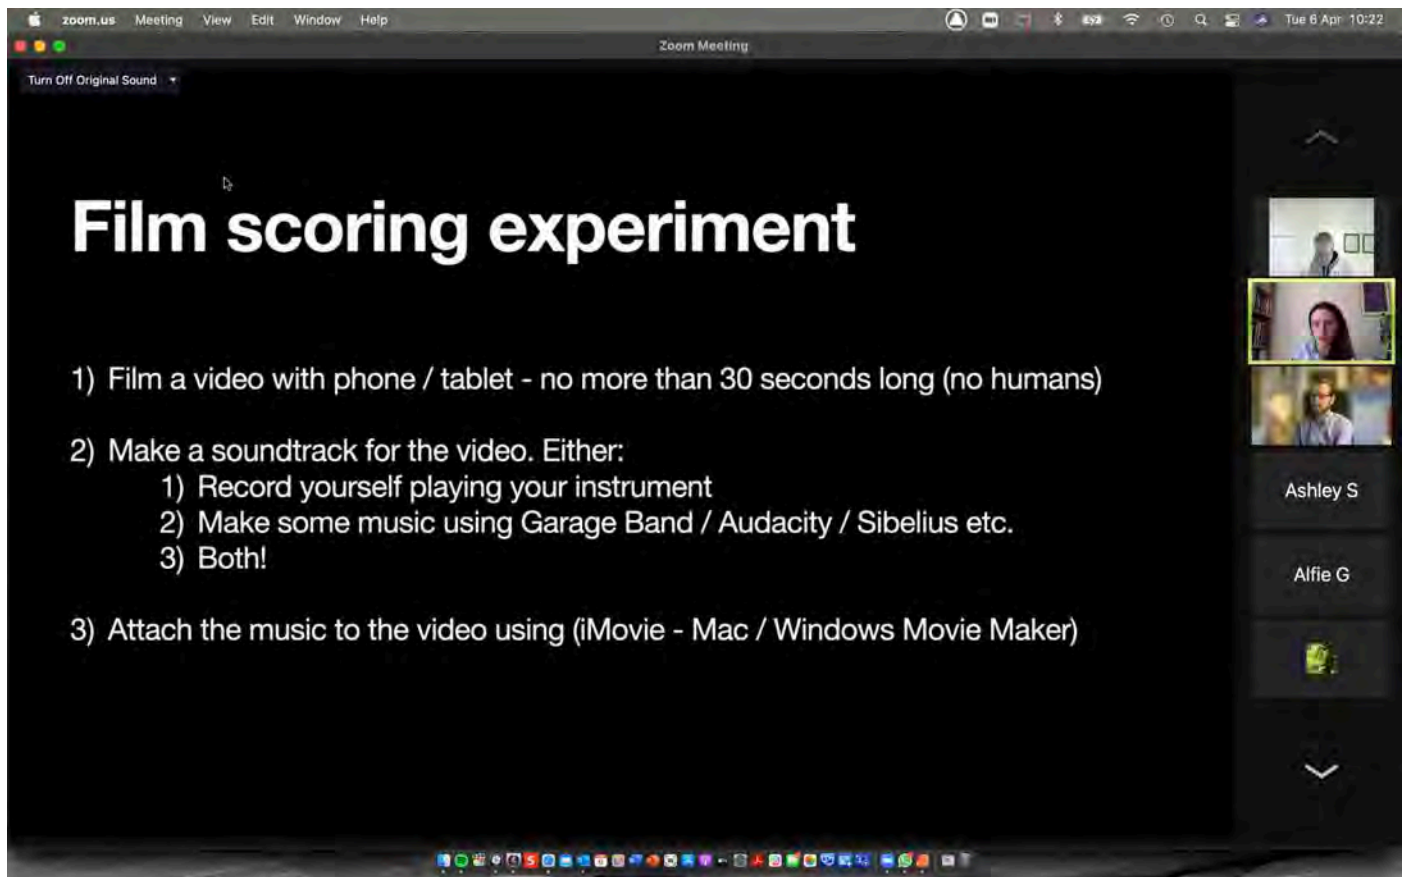 zoom.us Meeting View Edit Window Help Tue 6 Apr 10:22
Zoom Meeting
Turn Off Original Sound
Film scoring experiment
1) Film a video with phone / tablet - no more than 30 seconds long (no humans)
2) Make a soundtrack for the video. Either:
1) Record yourself playing your instrument
2) Make some music using Garage Band / Audacity / Sibelius etc.
3) Both!
3) Attach the music to the video using (iMovie - Mac / Windows Movie Maker)
Ashley S
Alfie G